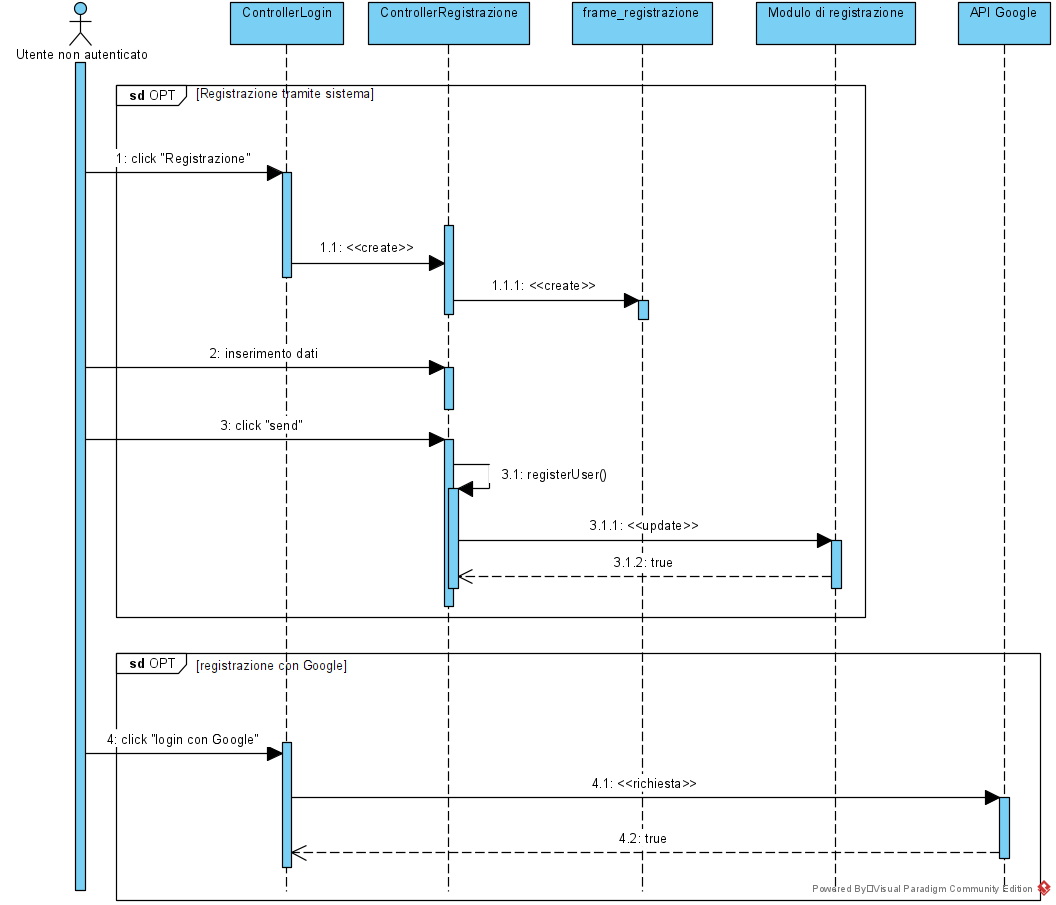 ControllerLogin
ControllerRegistrazione
frame_registrazione
Modulo di registrazione
API Google
Utente non autenticato
sd OPT
[Registrazione tramite sistema]
1: click "Registrazione"
1.1: <<create>>
1.1.1: <<create>>
2: inserimento dati
3: click "send"
3.1: registerUser()
3.1.1: <<update>>
3.1.2: true
sd OPT
[registrazione con Google]
4: click "login con Google"
4.1: <<richiesta>>
4.2: true
Powered By□Visual Paradigm Community Edition